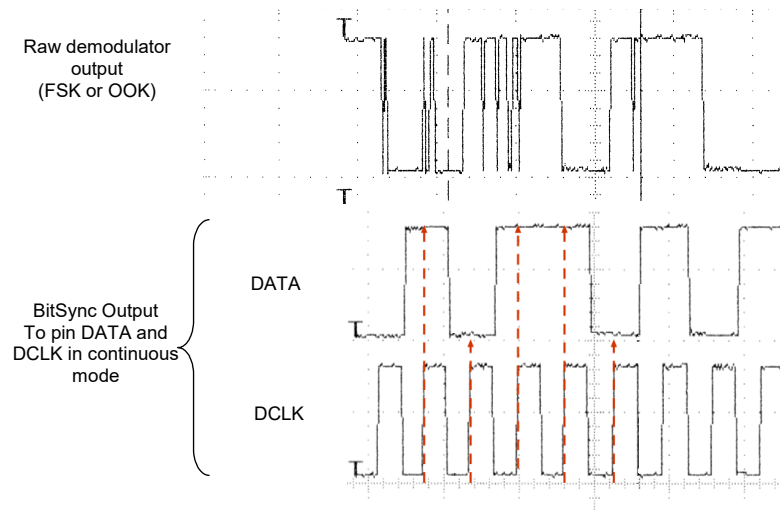 Raw demodulator
output
(FSK or OOK)
BitSync Output
To pin DATA and
DCLK in continuous
mode
DATA
DCLK